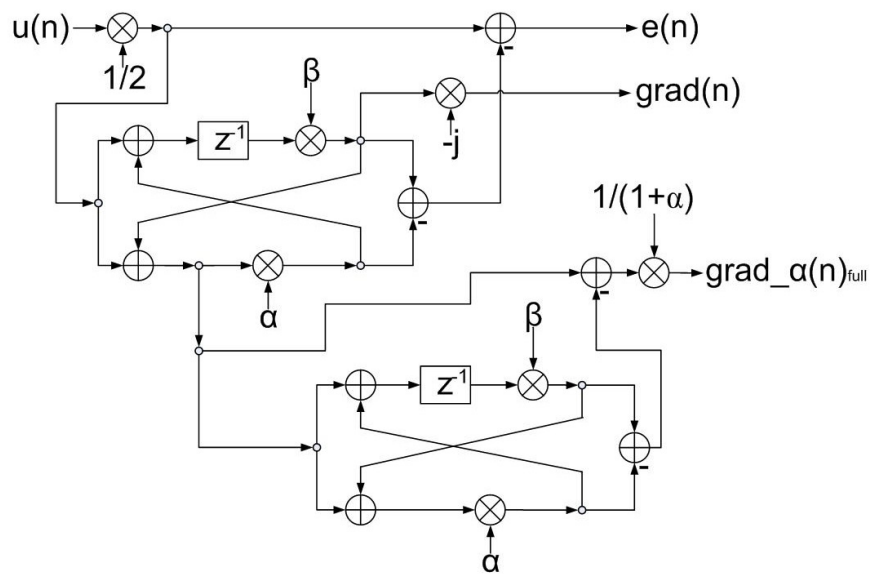 u(n)
e(n)
1/2
β
grad(n)
-j
z-1
-
-
1/(1+α)
α
grad_α(n)full
-
β
z-1
-
α